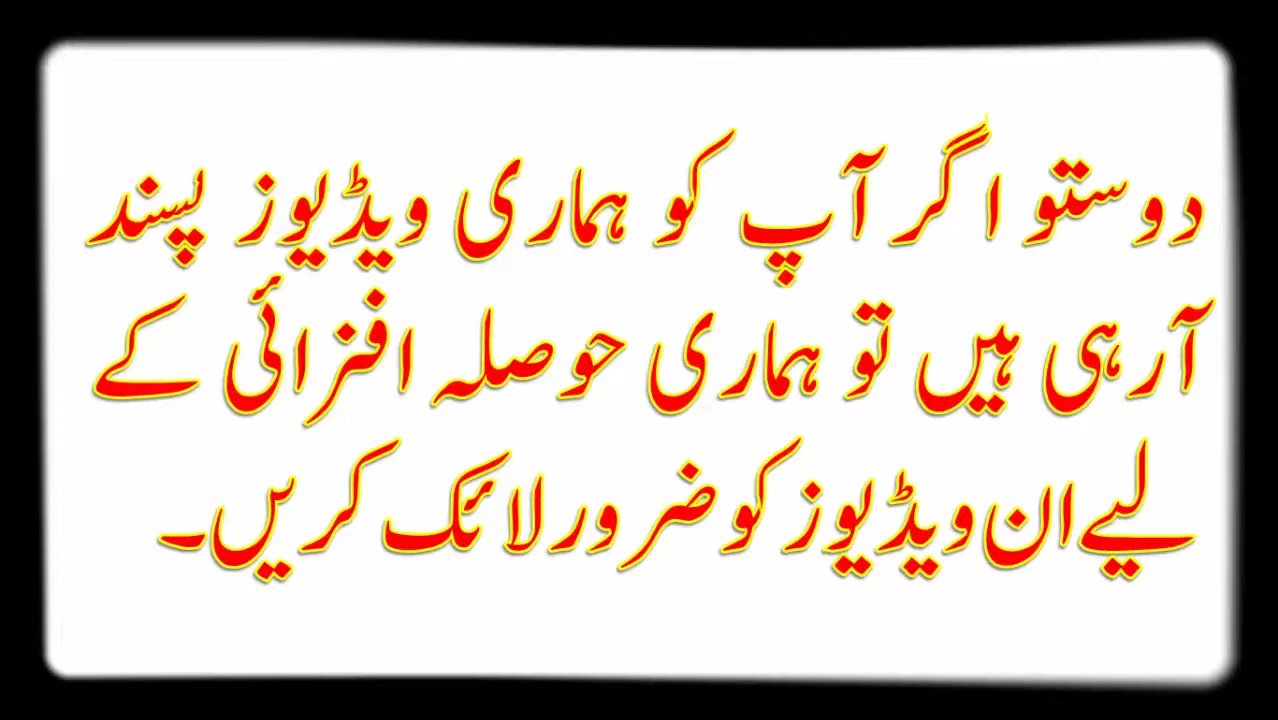 دوستو اگر آپ کو ہماری ویڈیوز پسند
آرہی ہیں تو ہماری حوصلہ افزائی کے
لیے ان ویڈیوز کو ضرور لائک کریں۔